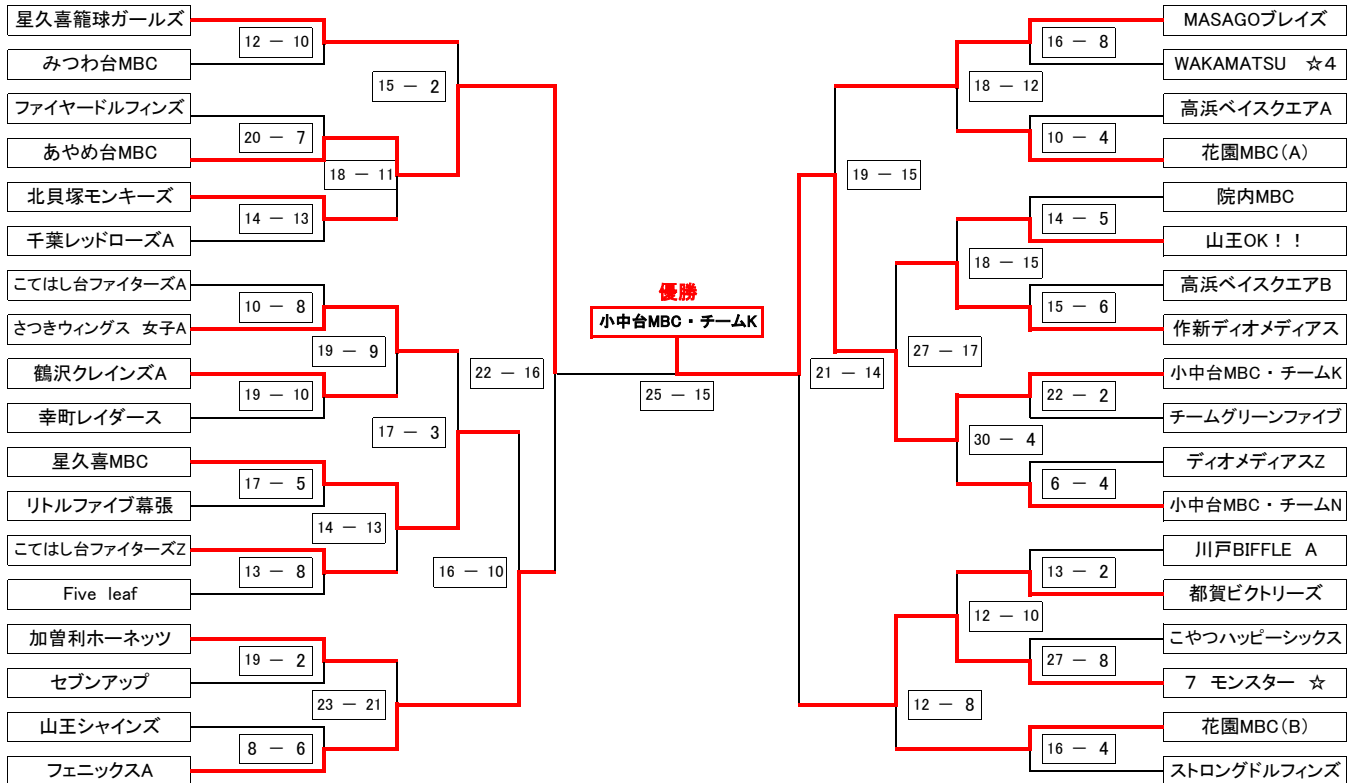 星久喜籠球ガールズ
12 － 10
みつわ台MBC
15 － 2
ファイヤードルフィンズ
20 － 7
あやめ台MBC
18 － 11
北貝塚モンキーズ
14 － 13
千葉レッドローズA
こてはし台ファイターズA
10 － 8
さつきウィングス 女子A
19 － 9
鶴沢クレインズA
19 － 10
幸町レイダース
22 － 16
17 － 3
星久喜MBC
17 － 5
リトルファイブ幕張
14 － 13
こてはし台ファイターズZ
13 － 8
Five leaf
16 － 10
加曽利ホーネッツ
19 － 2
セブンアップ
23 － 21
山王シャインズ
8 － 6
フェニックスA
優勝
小中台MBC・チームK
25 － 15
MASAGOブレイズ
16 － 8
WAKAMATSU ☆4
18 － 12
高浜ベイスクエアA
10 － 4
花園MBC(A)
19 － 15
院内MBC
14 － 5
山王OK！！
18 － 15
高浜ベイスクエアB
15 － 6
作新ディオメディアス
27 － 17
21 － 14
小中台MBC・チームK
22 － 2
チームグリーンファイブ
30 － 4
ディオメディアスZ
6 － 4
小中台MBC・チームN
川戸BIFFLE A
13 － 2
都賀ビクトリーズ
12 － 10
こやつハッピーシックス
27 － 8
7 モンスター ☆
12 － 8
花園MBC(B)
16 － 4
ストロングドルフィンズ